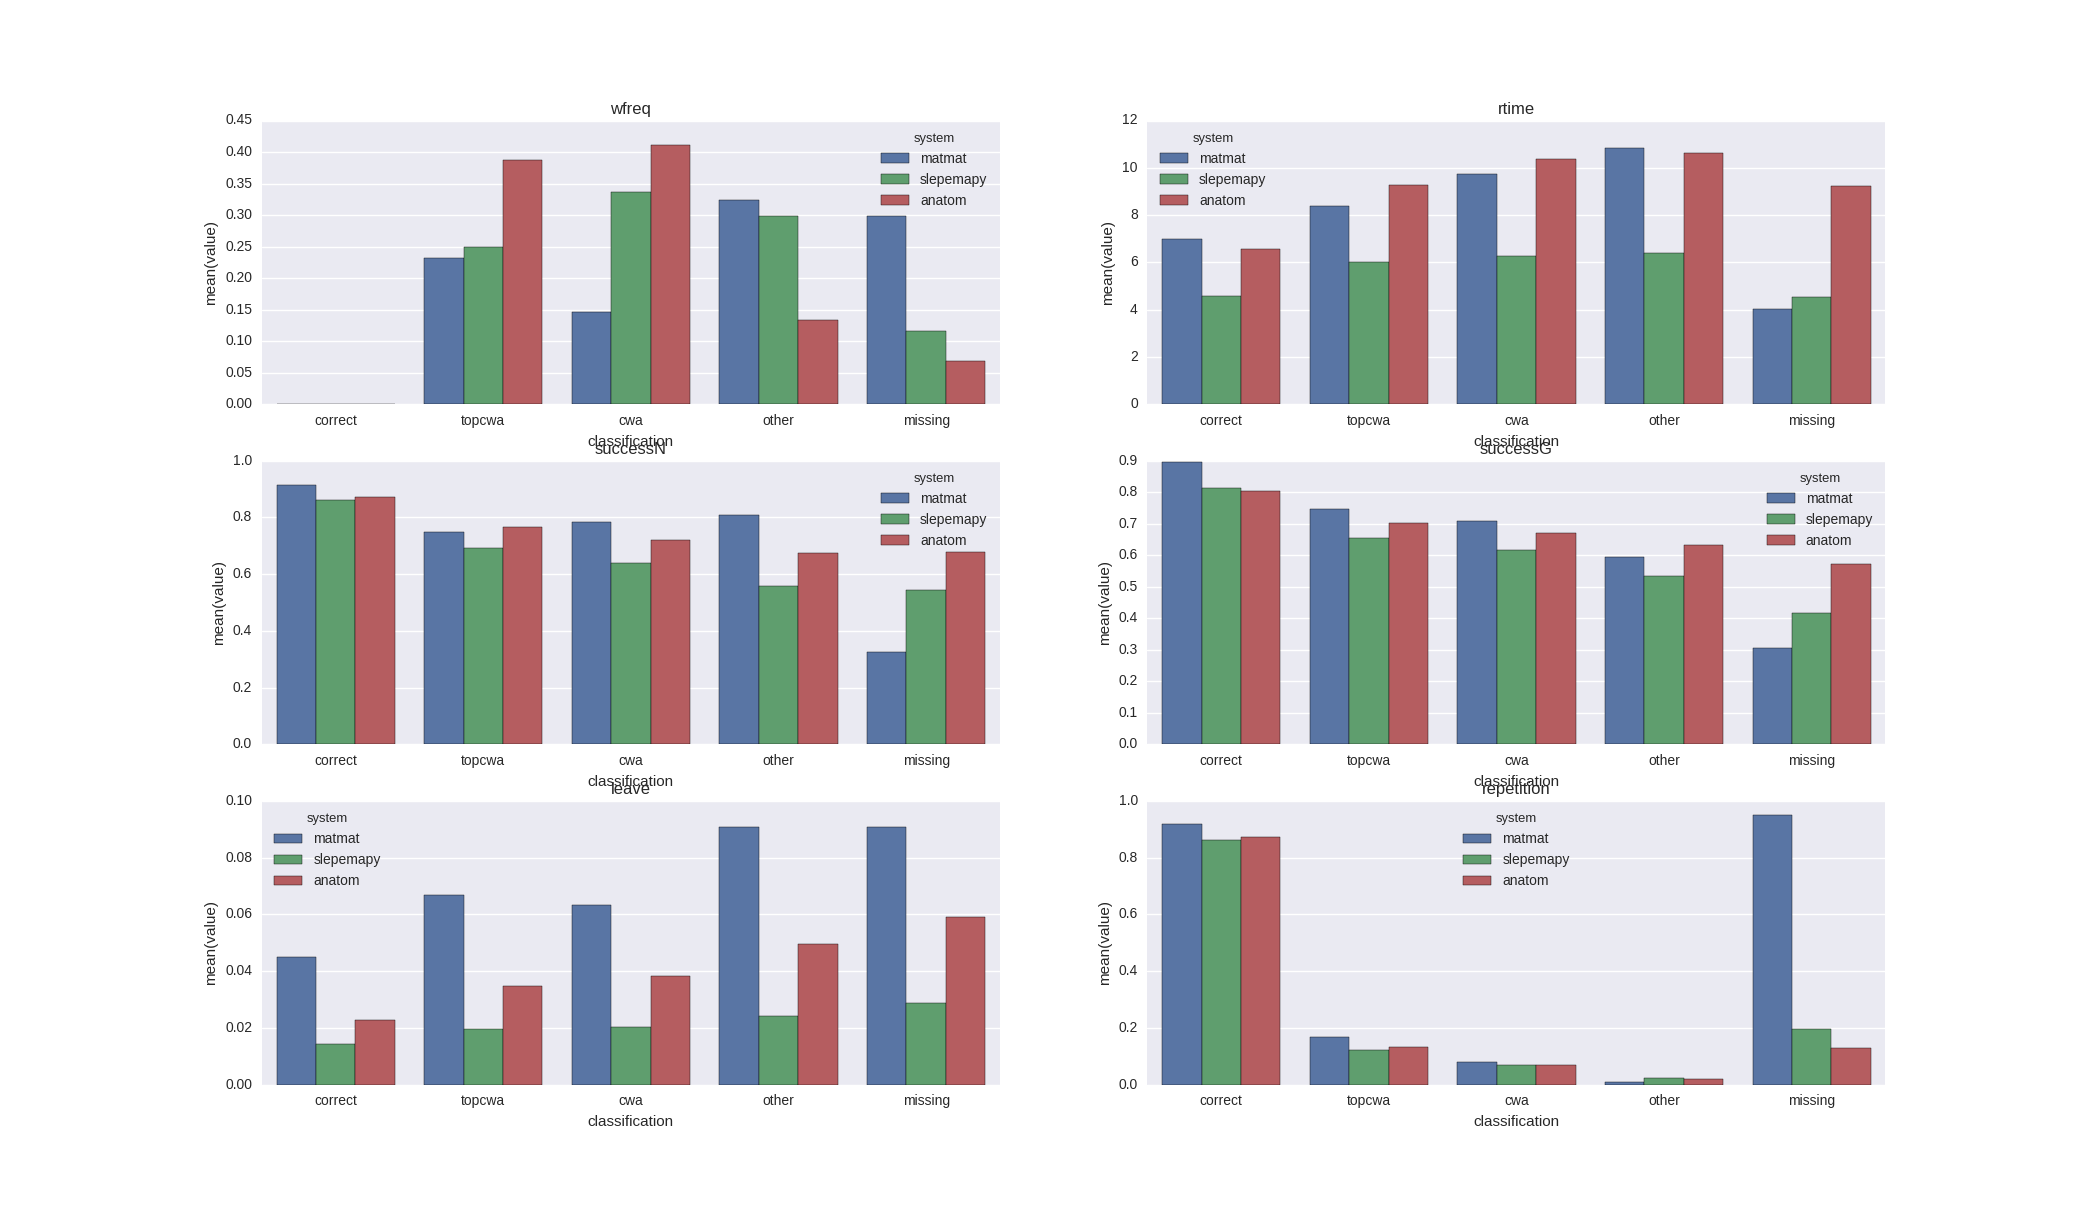 wfreq
0.45
0.40
0.35
0.30
0.25
0.20
0.15
0.10
0.05
0.00
mean(value)
system
matmat
slepemapy
anatom
correct topcwa cwa other missing
classification
rtime
12
10
8
6
4
2
0
mean(value)
system
matmat
slepemapy
anatom
correct topcwa cwa other missing
classification
successN
1.0
0.8
0.6
0.4
0.2
0.0
mean(value)
system
matmat
slepemapy
anatom
correct topcwa cwa other missing
classification
successG
0.9
0.8
0.7
0.6
0.5
0.4
0.3
0.2
0.1
0.0
mean(value)
system
matmat
slepemapy
anatom
correct topcwa cwa other missing
classification
leave
0.10
0.08
0.06
0.04
0.02
0.00
mean(value)
system
matmat
slepemapy
anatom
correct topcwa cwa other missing
classification
repetition
1.0
0.8
0.6
0.4
0.2
0.0
mean(value)
system
matmat
slepemapy
anatom
correct topcwa cwa other missing
classification